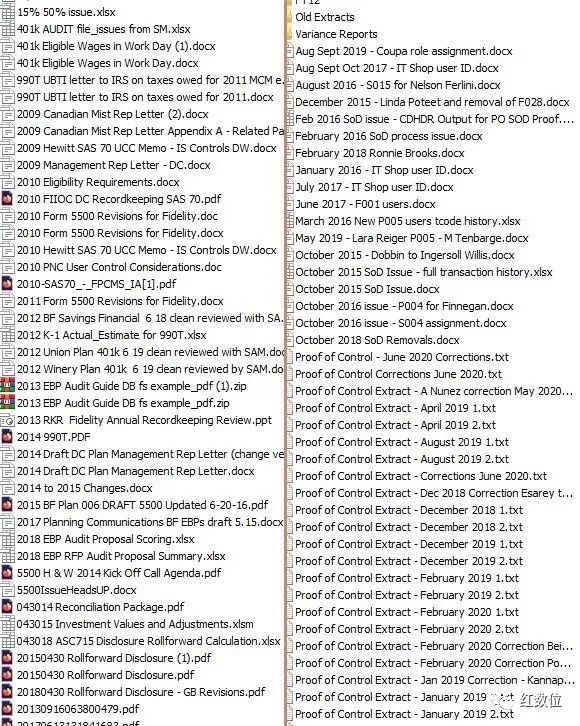 15% 50% issue.xlsx
401k AUDIT file_issues from SM.xlsx
401k Eligible Wages in Work Day (1).docx
401k Eligible Wages in Work Day.docx
990T UBTI letter to IRS on taxes owed for 2011 MCM e.
990T UBTI letter to IRS on taxes owed for 2011.docx
2009 Canadian Mist Rep Letter (2).docx
2009 Canadian Mist Rep Letter Appendix A - Related Pa
2009 Hewitt SAS 70 UCC Memo - IS Controls DW.docx
2009 Management Rep Letter - DC.docx
2010 Eligibility Requirements.docx
2010 FIIOC DC Recordkeeping SAS 70.pdf
2010 Form 5500 Revisions for Fidelity.doc
2010 Form 5500 Revisions for Fidelity.docx
2010 Hewitt SAS 70 UCC Memo - IS Controls DW.docx
2010 PNC User Control Considerations.doc
2010-SAS70_-_FPCMS_IA[1].pdf
2011 Form 5500 Revisions for Fidelity.docx
2012 BF Savings Financial 6 18 clean reviewed with SA
2012 K-1 Actual_Estimate for 990T.xlsx
2012 Union Plan 401k 6 19 clean reviewed with SAM.do
2012 Winery Plan 401k 6 19 clean reviewed by SAM.do
2013 EBP Audit Guide DB fs example_pdf (1).zip
2013 EBP Audit Guide DB fs example_pdf.zip
2013 RKR Fidelity Annual Recordkeeping Review.ppt
2014 990T.PDF
2014 Draft DC Plan Management Rep Letter (change ve
2014 Draft DC Plan Management Rep Letter.docx
2014 to 2015 Changes.docx
2015 BF Plan 006 DRAFT 5500 Updated 6-20-16.pdf
2017 Planning Communications BF EBPs draft 5.15.docx
2018 EBP Audit Proposal Scoring.xlsx
2018 EBP RFP Audit Proposal Summary.xlsx
5500 H & W 2014 Kick Off Call Agenda.pdf
5500IssueHeadsUP.docx
043014 Reconciliation Package.pdf
043015 Investment Values and Adjustments.xlsm
043018 ASC715 Disclosure Rollforward Calculation.xlsx
20150430 Rollforward Disclosure (1).pdf
20150430 Rollforward Disclosure.pdf
20180430 Rollforward Disclosure - GB Revisions.pdf
20130916063800479.pdf
20170613131841683.pdf
FY12
Old Extracts
Variance Reports
Aug Sept 2019 - Coupa role assignment.docx
Aug Sept Oct 2017 - IT Shop user ID.docx
August 2016 - S015 for Nelson Ferlini.docx
December 2015 - Linda Poteet and removal of F028.docx
Feb 2016 SoD issue - CDHDR Output for PO SOD Proof....
February 2016 SoD process issue.docx
February 2018 Ronnie Brooks.docx
January 2016 - IT Shop user ID.docx
July 2017 - IT Shop user ID.docx
June 2017 - F001 users.docx
March 2016 New P005 users tcode history.xlsx
May 2019 - Lara Reiger P005 - M Tenbarge.docx
October 2015 - Dobbin to Ingersoll Willis.docx
October 2015 SoD Issue - full transaction history.xlsx
October 2015 SoD Issue.docx
October 2016 issue - P004 for Finnegan.docx
October 2016 issue - S004 assignment.docx
October 2018 SoD Removals.docx
Proof of Control - June 2020 Corrections.txt
Proof of Control Corrections June 2020.txt
Proof of Control Extract - A Nunez correction May 2020...
Proof of Control Extract - April 2019 1.txt
Proof of Control Extract - April 2019 2.txt
Proof of Control Extract - August 2019 1.txt
Proof of Control Extract - August 2019 2.txt
Proof of Control Extract - Corrections June 2020.txt
Proof of Control Extract - Dec 2018 Correction Esarey t...
Proof of Control Extract - December 2018 1.txt
Proof of Control Extract - December 2018 2.txt
Proof of Control Extract - December 2019 1.txt
Proof of Control Extract - December 2019 2.txt
Proof of Control Extract - February 2019 1.txt
Proof of Control Extract - February 2019 2.txt
Proof of Control Extract - February 2020 1.txt
Proof of Control Extract - February 2020 2.txt
Proof of Control Extract - February 2020 Correction Bei...
Proof of Control Extract - February 2020 Correction Po...
Proof of Control Extract - Jan 2019 Correction - Kannap...
Proof of Control Extract - January 2019 1.txt
Proof of Control Extract - January 2019 2.txt
红数位